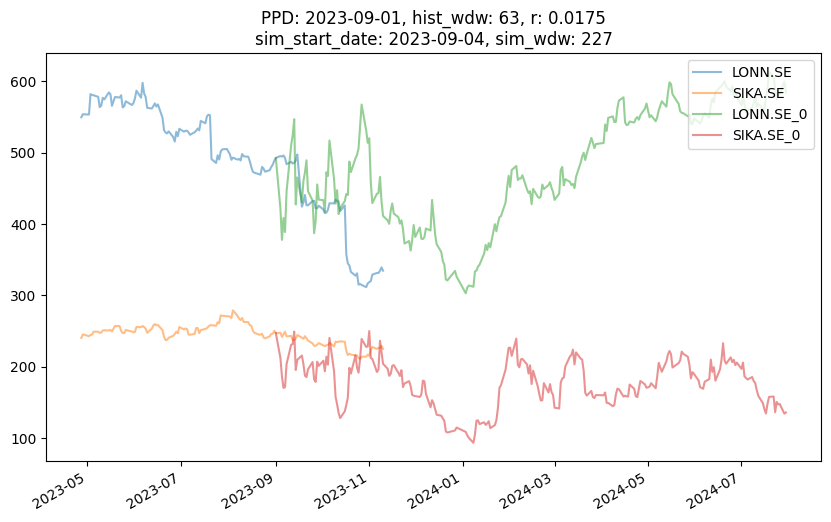 PPD: 2023-09-01, hist_wdw: 63, r: 0.0175
sim_start_date: 2023-09-04, sim_wdw: 227
LONN.SE
SIKA.SE
LONN.SE_0
SIKA.SE_0
600
500
400
300
200
100
2023-05
2023-07
2023-09
2023-11
2024-01
2024-03
2024-05
2024-07